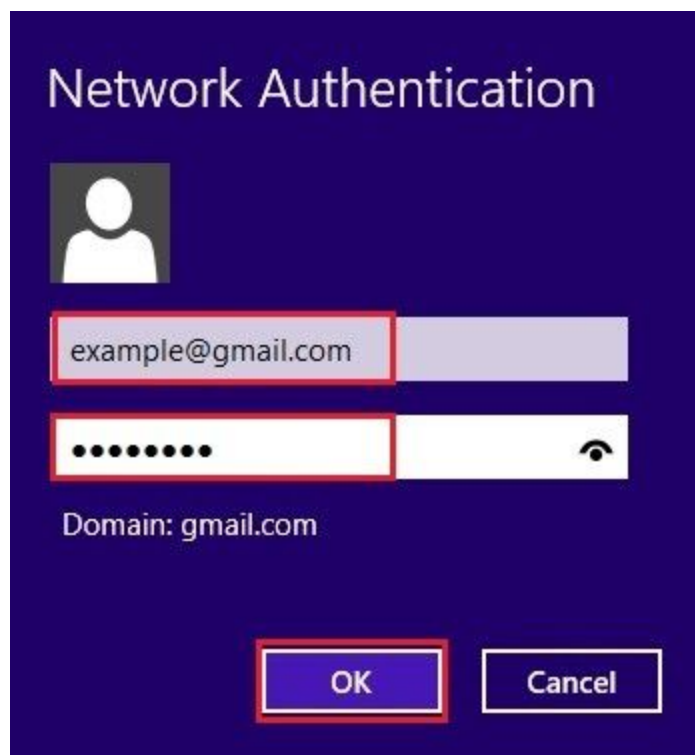 Network Authentication
example@gmail.com
••••••••
Domain: gmail.com
OK
Cancel